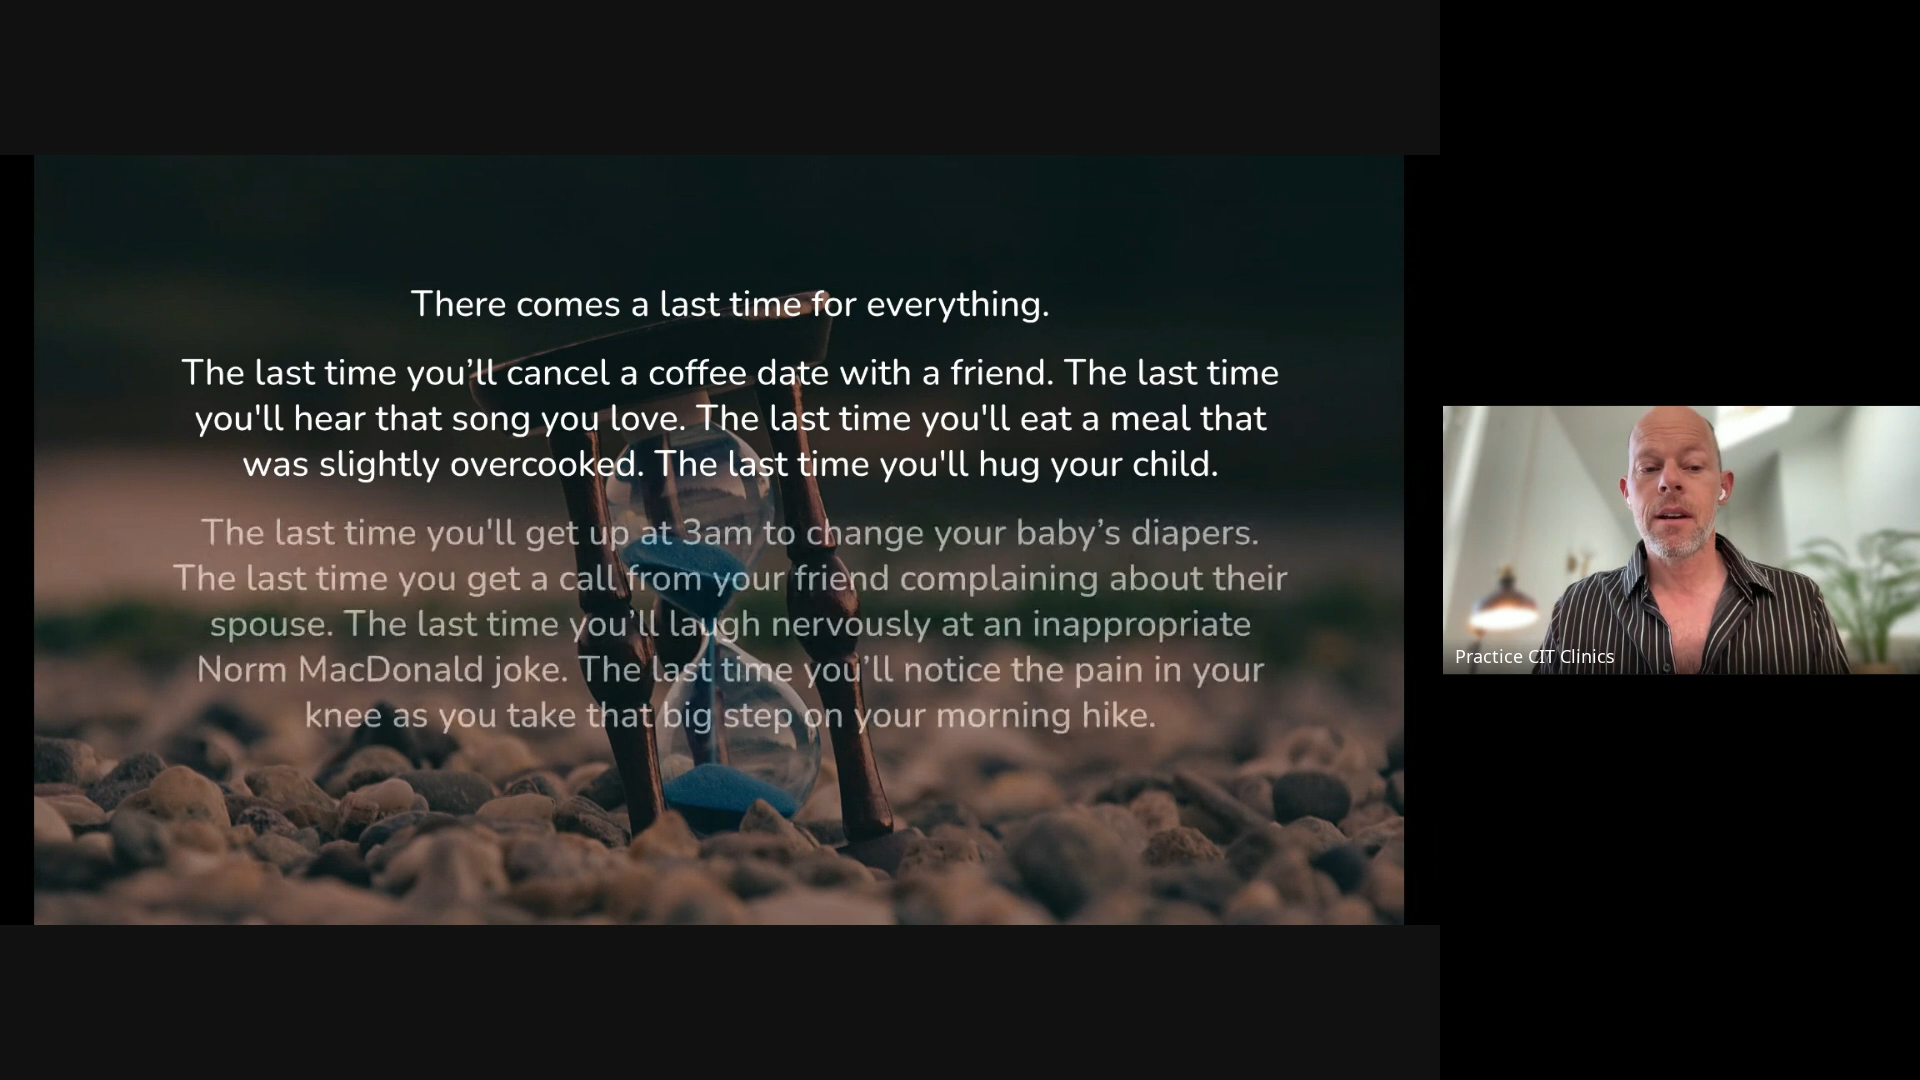 There comes a last time for everything.
The last time you’ll cancel a coffee date with a friend. The last time
you'll hear that song you love. The last time you'll eat a meal that
was slightly overcooked. The last time you'll hug your child.
The last time you'll get up at 3am to change your baby’s diapers.
The last time you get a call from your friend complaining about their
spouse. The last time you’ll laugh nervously at an inappropriate
Norm MacDonald joke. The last time you’ll notice the pain in your
knee as you take that big step on your morning hike.
Practice CIT Clinics